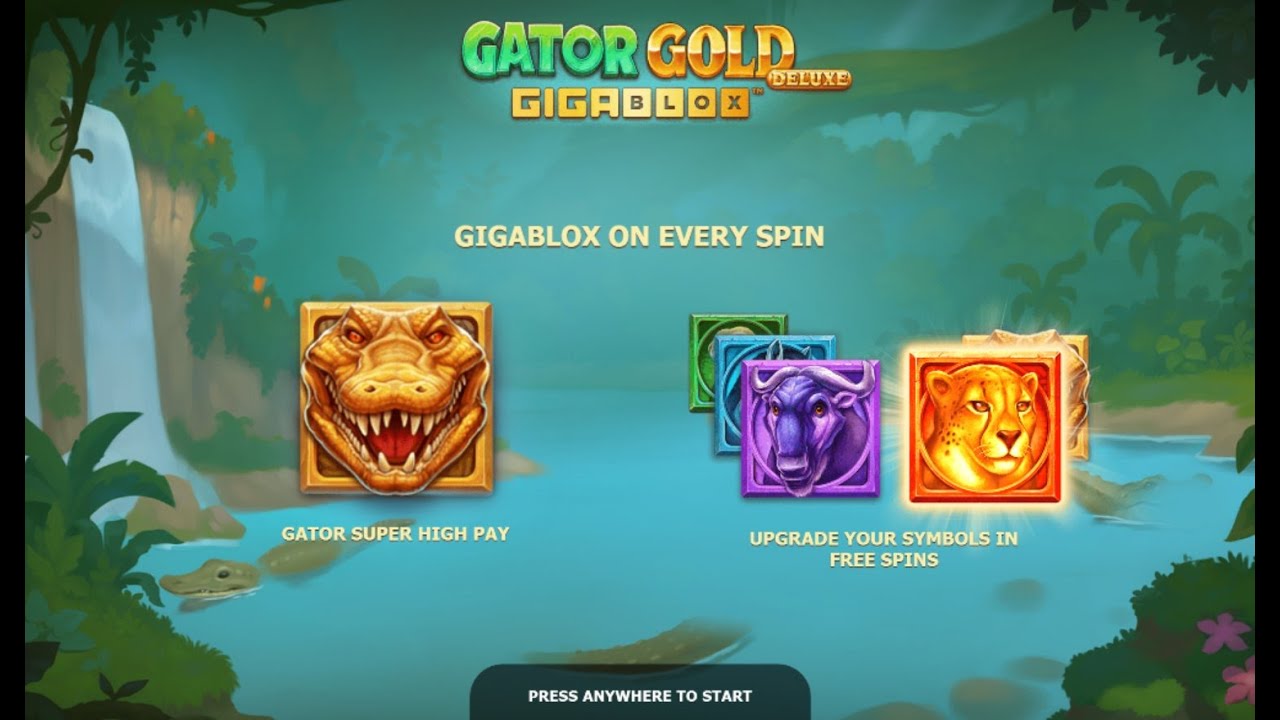 GATOR GOLD
DELUXE
GIGABLOX™
GIGABLOX ON EVERY SPIN
GATOR SUPER HIGH PAY
UPGRADE YOUR SYMBOLS IN
FREE SPINS
PRESS ANYWHERE TO START